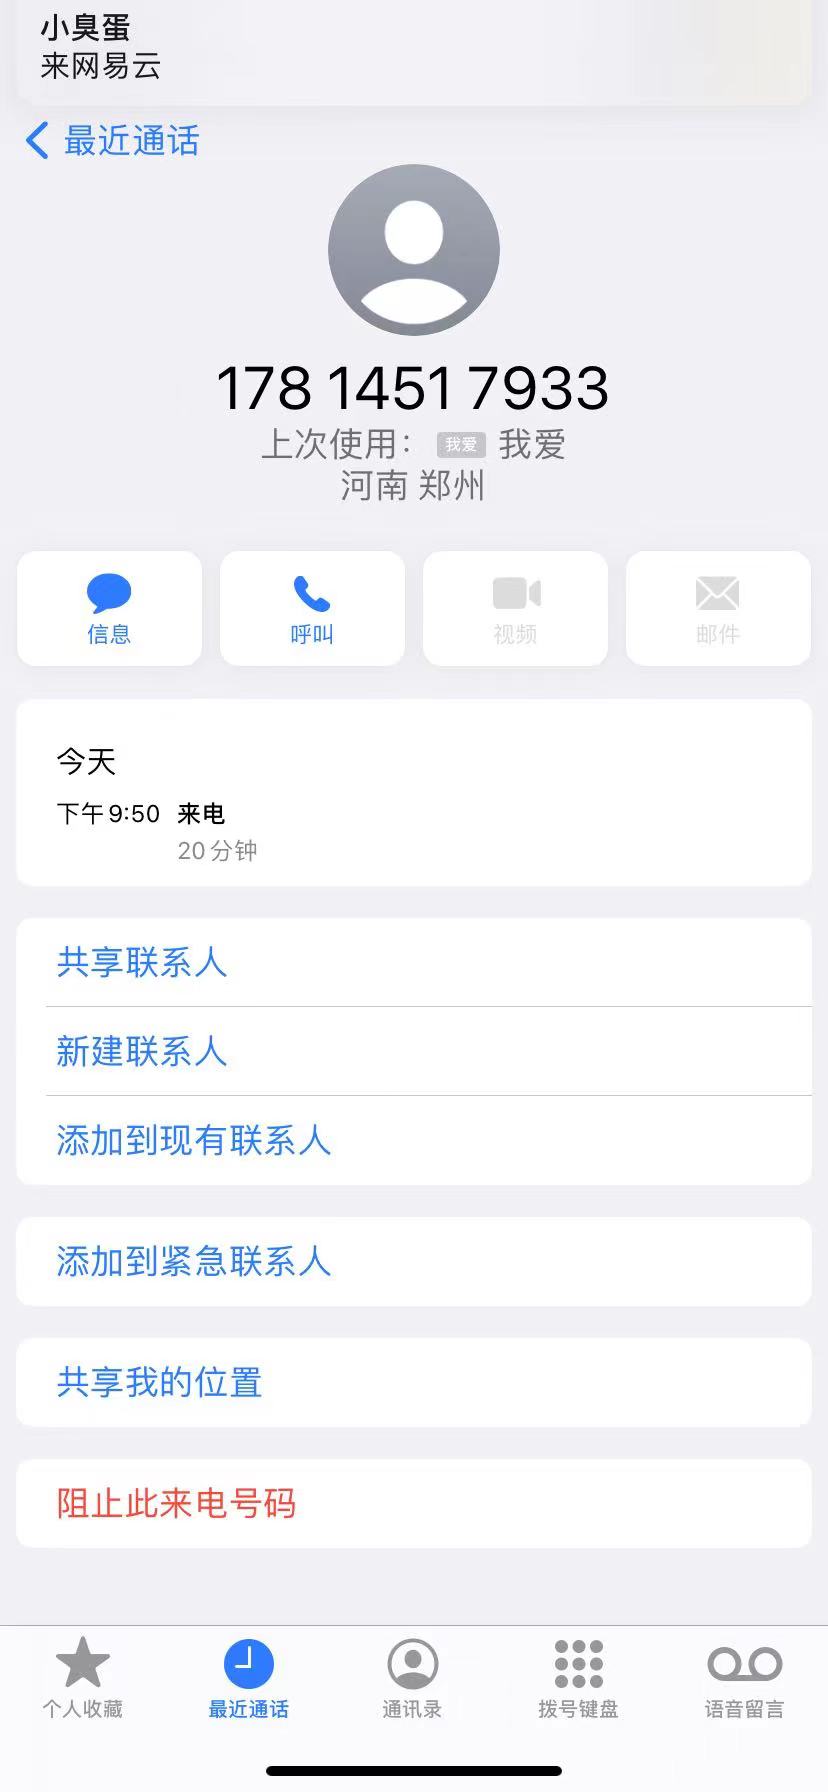 小臭蛋
来网易云
最近通话
178 1451 7933
上次使用： 我爱 我爱
河南 郑州
信息 呼叫 视频 邮件
今天
下午9:50 来电
20分钟
共享联系人
新建联系人
添加到现有联系人
添加到紧急联系人
共享我的位置
阻止此来电号码
个人收藏 最近通话 通讯录 拨号键盘 语音留言